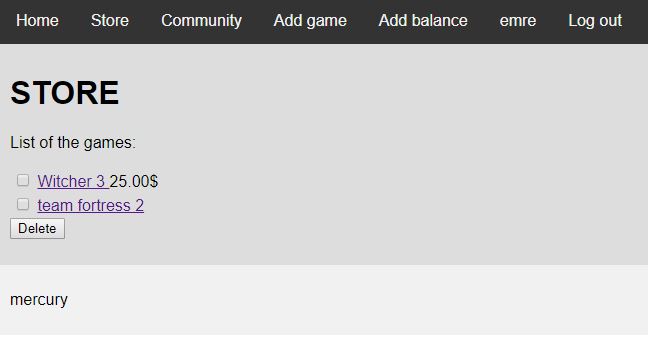 Home Store Community Add game Add balance emre Log out
STORE
List of the games:
Witcher 3 25.00$
team fortress 2
Delete
mercury